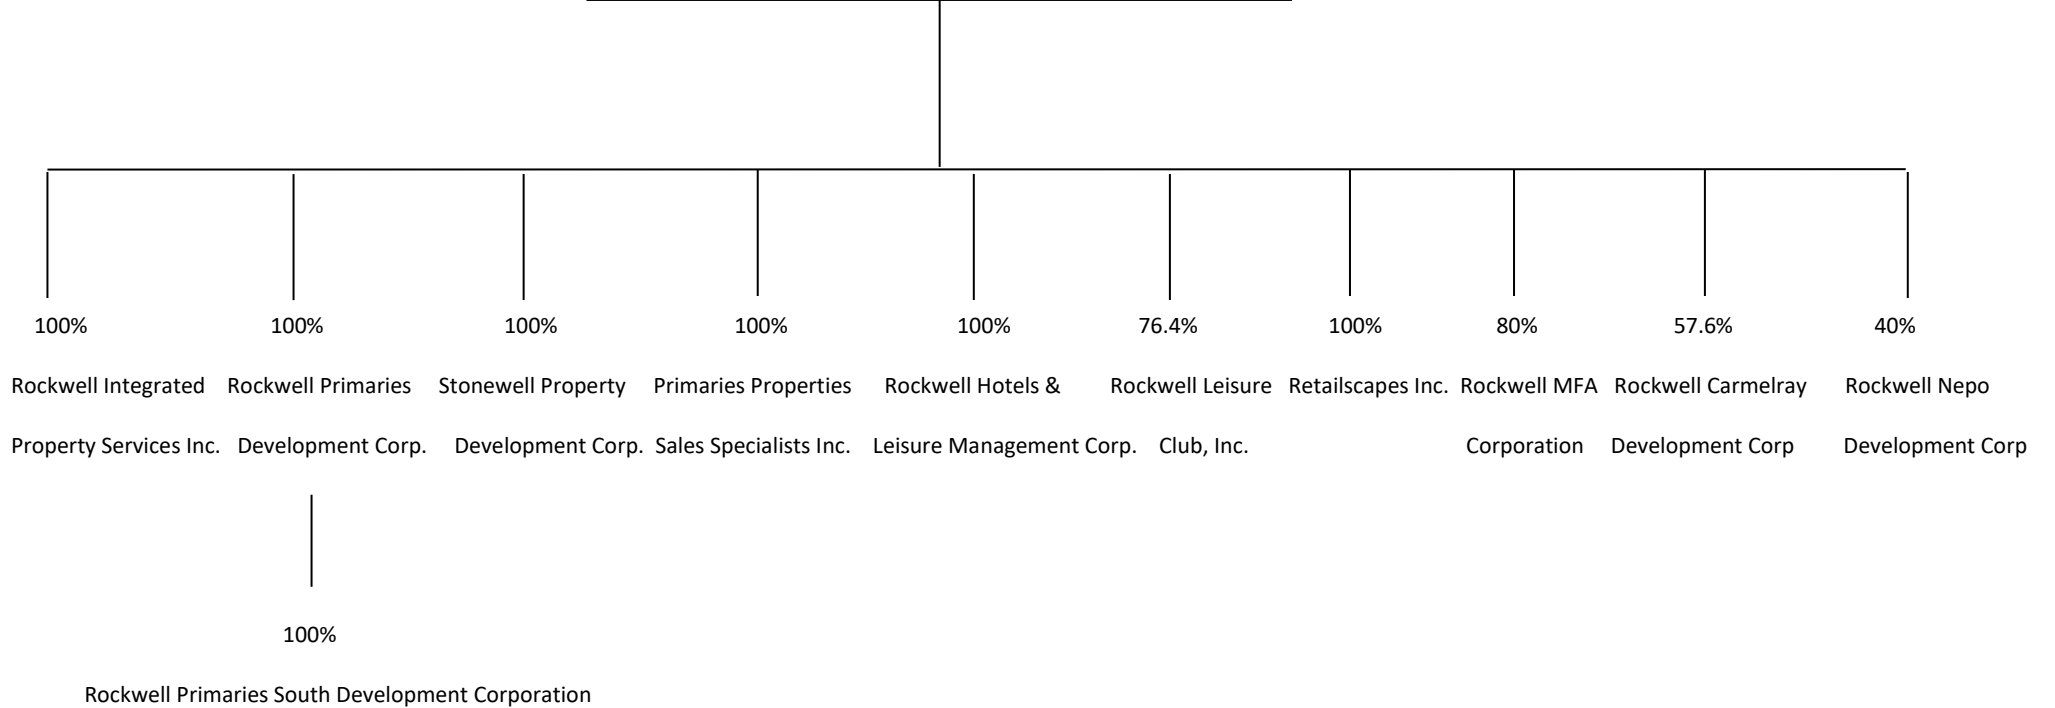 100% 100% 100% 100% 100% 76.4% 100% 80% 57.6% 40%
Rockwell Integrated Rockwell Primaries Stonewell Property Primaries Properties Rockwell Hotels & Rockwell Leisure Retailscapes Inc. Rockwell MFA Rockwell Carmelray Rockwell Nepo
Property Services Inc. Development Corp. Development Corp. Sales Specialists Inc. Leisure Management Corp. Club, Inc. Corporation Development Corp Development Corp
100%
Rockwell Primaries South Development Corporation